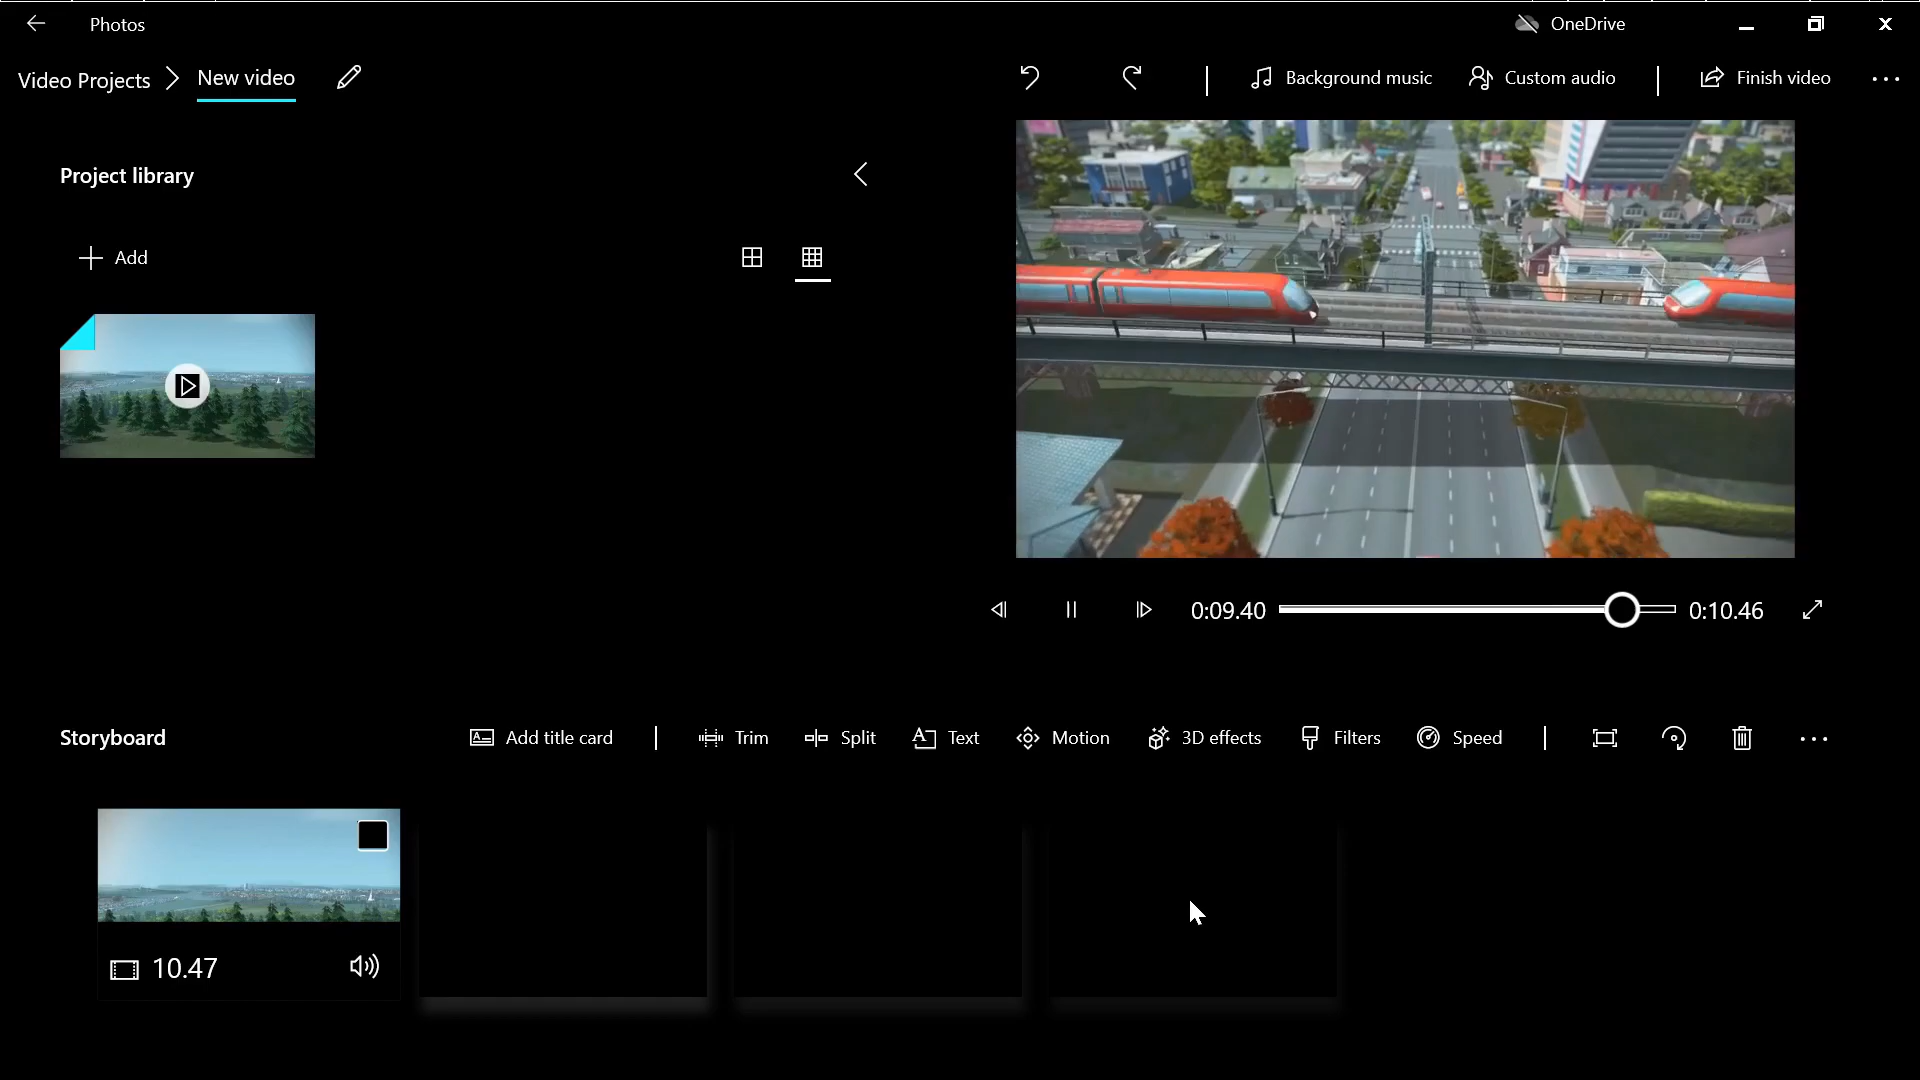 Photos
OneDrive
Video Projects
New video
Background music
Custom audio
Finish video
Project library
Add
0:09.40
0:10.46
Storyboard
Add title card
Trim
Split
Text
Motion
3D effects
Filters
Speed
10.47